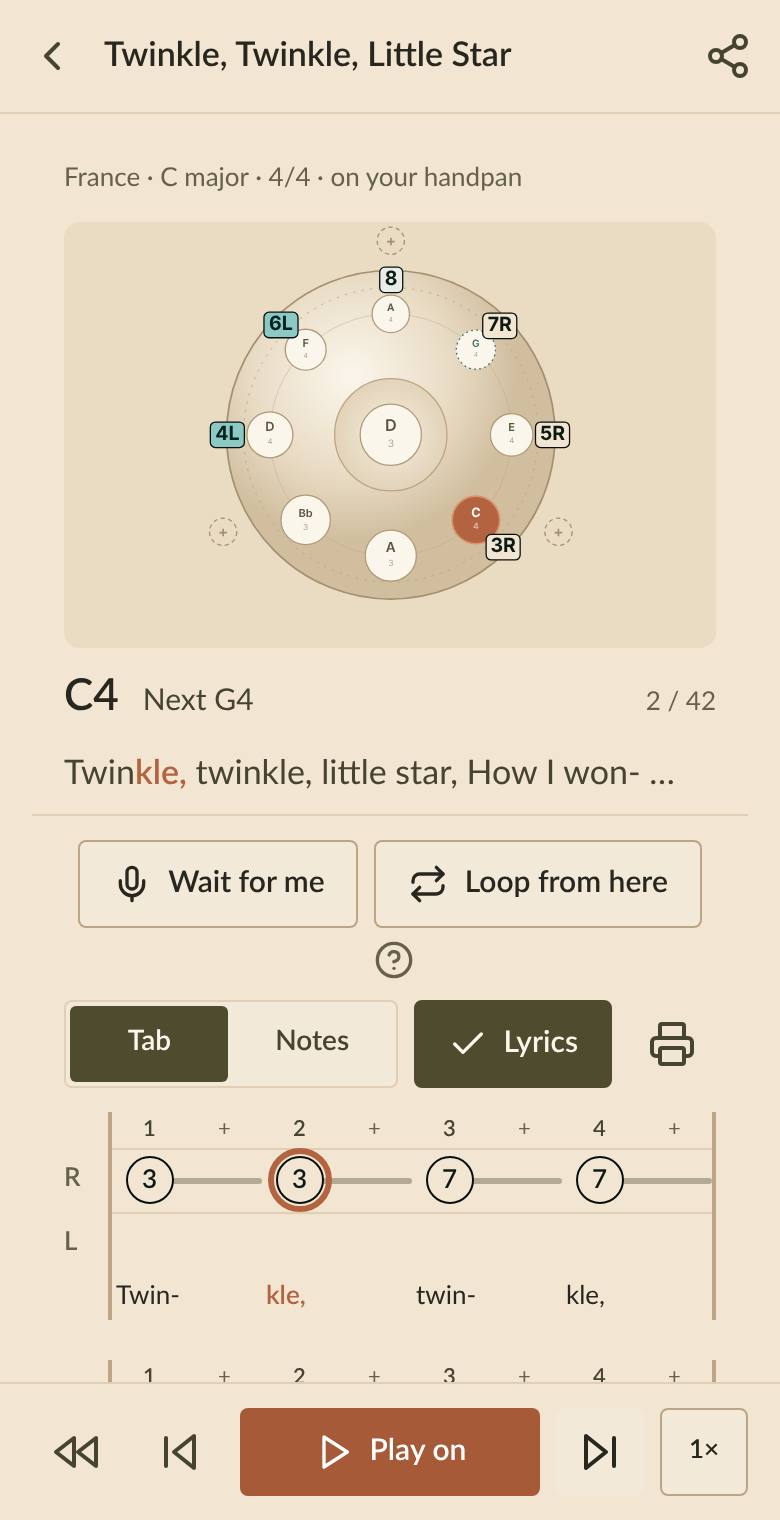 Twinkle, Twinkle, Little Star
France · C major · 4/4 · on your handpan
+
8
A
4
6L
7R
F
4
G
4
4L
D
4
D
3
E
4
5R
Bb
3
C
4
3R
A
3
+
+
C4 Next G4 2 / 42
Twinkle, twinkle, little star, How I won- ...
Wait for me
Loop from here
?
Tab Notes Lyrics
1 + 2 + 3 + 4 +
R 3 3 7 7
L
Twin- kle, twin- kle,
1 + 2 + 3 + 4 +
Play on 1×